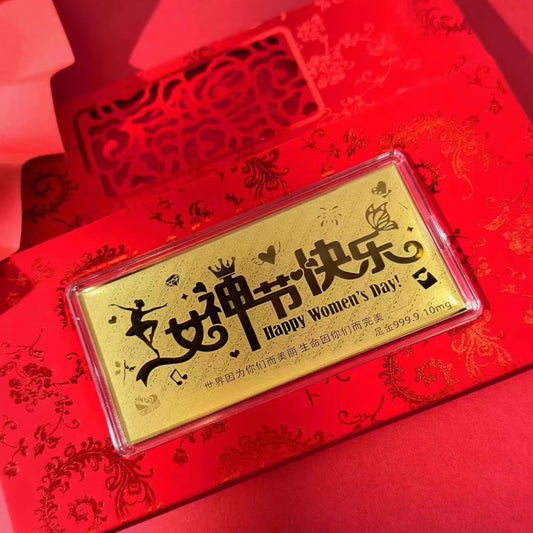 女神节快乐
Happy Women's Day!
世界因为你们而美丽 生命因你们而完美
足金999.9 10mg